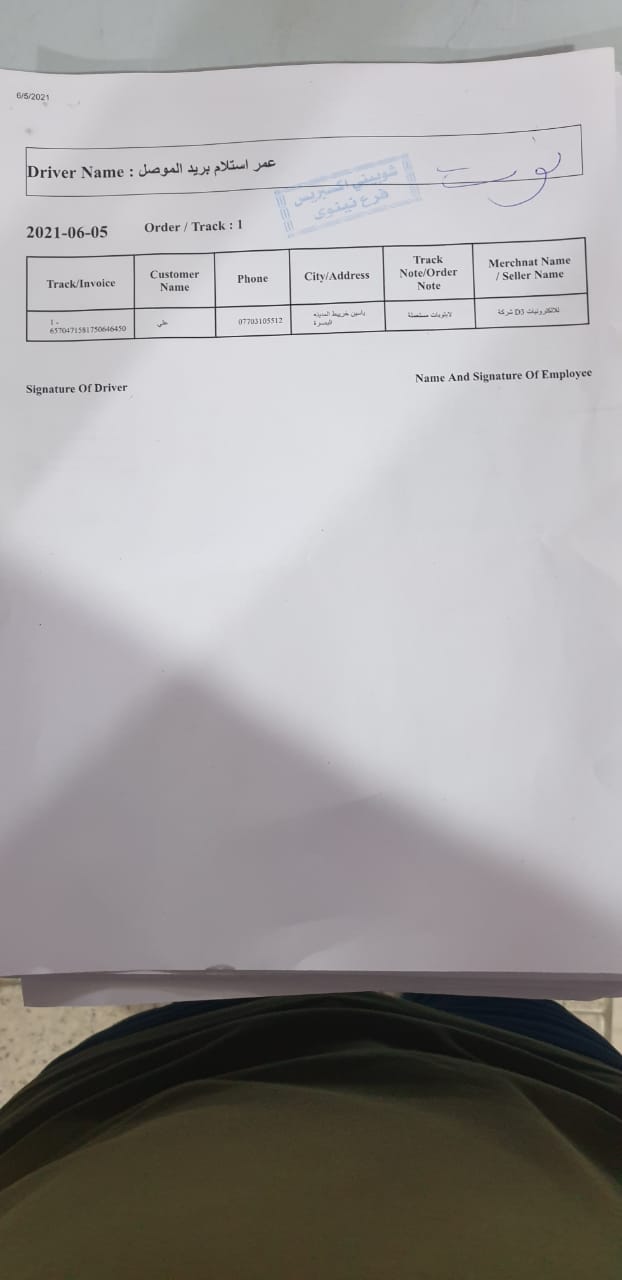 6/5/2021
Driver Name : عمر استلام بريد الموصل
شوبيني اكسبريس
فرع نينوى
2021-06-05
Order / Track : 1
Track/Invoice
Customer Name
Phone
City/Address
Track Note/Order Note
Merchnat Name / Seller Name
1 - 6570471581750646450
علي
07703105512
ياسين خريبط المدينه البصرة
لابتوبات مستعملة
شركة D3 للالكترونيات
Signature Of Driver
Name And Signature Of Employee